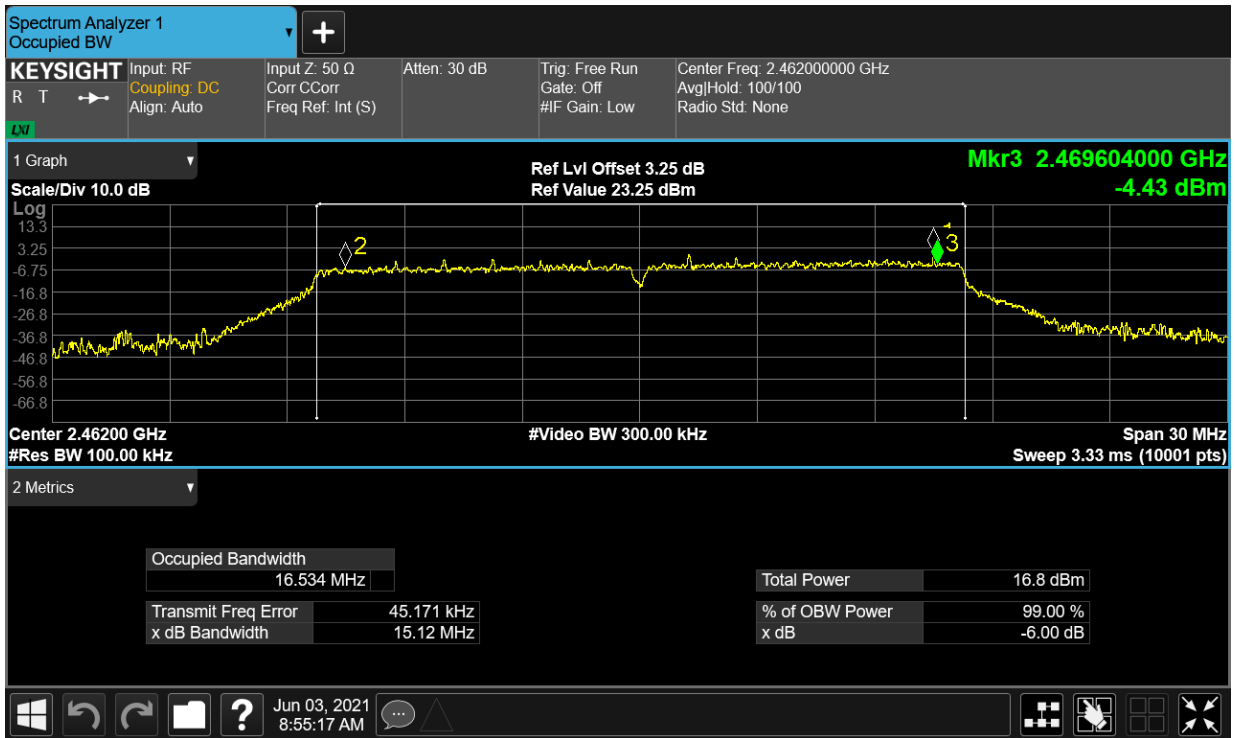 Spectrum Analyzer 1
Occupied BW
KEYSIGHT
R T
LXI
Input: RF
Coupling: DC
Align: Auto
Input Z: 50 Ω
Corr CCorr
Freq Ref: Int (S)
Atten: 30 dB
Trig: Free Run
Gate: Off
#IF Gain: Low
Center Freq: 2.462000000 GHz
Avg|Hold: 100/100
Radio Std: None
1 Graph
Scale/Div 10.0 dB
Ref Lvl Offset 3.25 dB
Ref Value 23.25 dBm
Mkr3 2.469604000 GHz
-4.43 dBm
Log
13.3
3.25
-6.75
-16.8
-26.8
-36.8
-46.8
-56.8
-66.8
2
3
Center 2.46200 GHz
#Res BW 100.00 kHz
#Video BW 300.00 kHz
Span 30 MHz
Sweep 3.33 ms (10001 pts)
2 Metrics
Occupied Bandwidth
16.534 MHz
Transmit Freq Error 45.171 kHz
x dB Bandwidth 15.12 MHz
Total Power 16.8 dBm
% of OBW Power 99.00 %
x dB -6.00 dB
?
Jun 03, 2021
8:55:17 AM